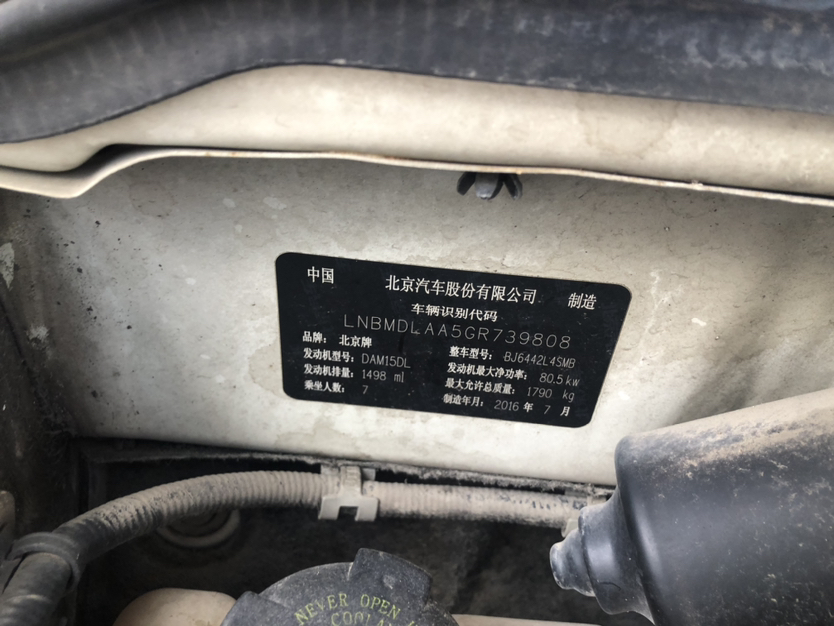 中国 北京汽车股份有限公司 制造
车辆识别代码
LNBMDLAA5GR739808
品牌: 北京牌
整车型号: BJ6442L4SMB
发动机型号: DAM15DL
发动机最大净功率: 80.5 kw
发动机排量: 1498 ml
最大允许总质量: 1790 kg
乘坐人数: 7
制造年月: 2016 年 7 月
NEVER OPEN